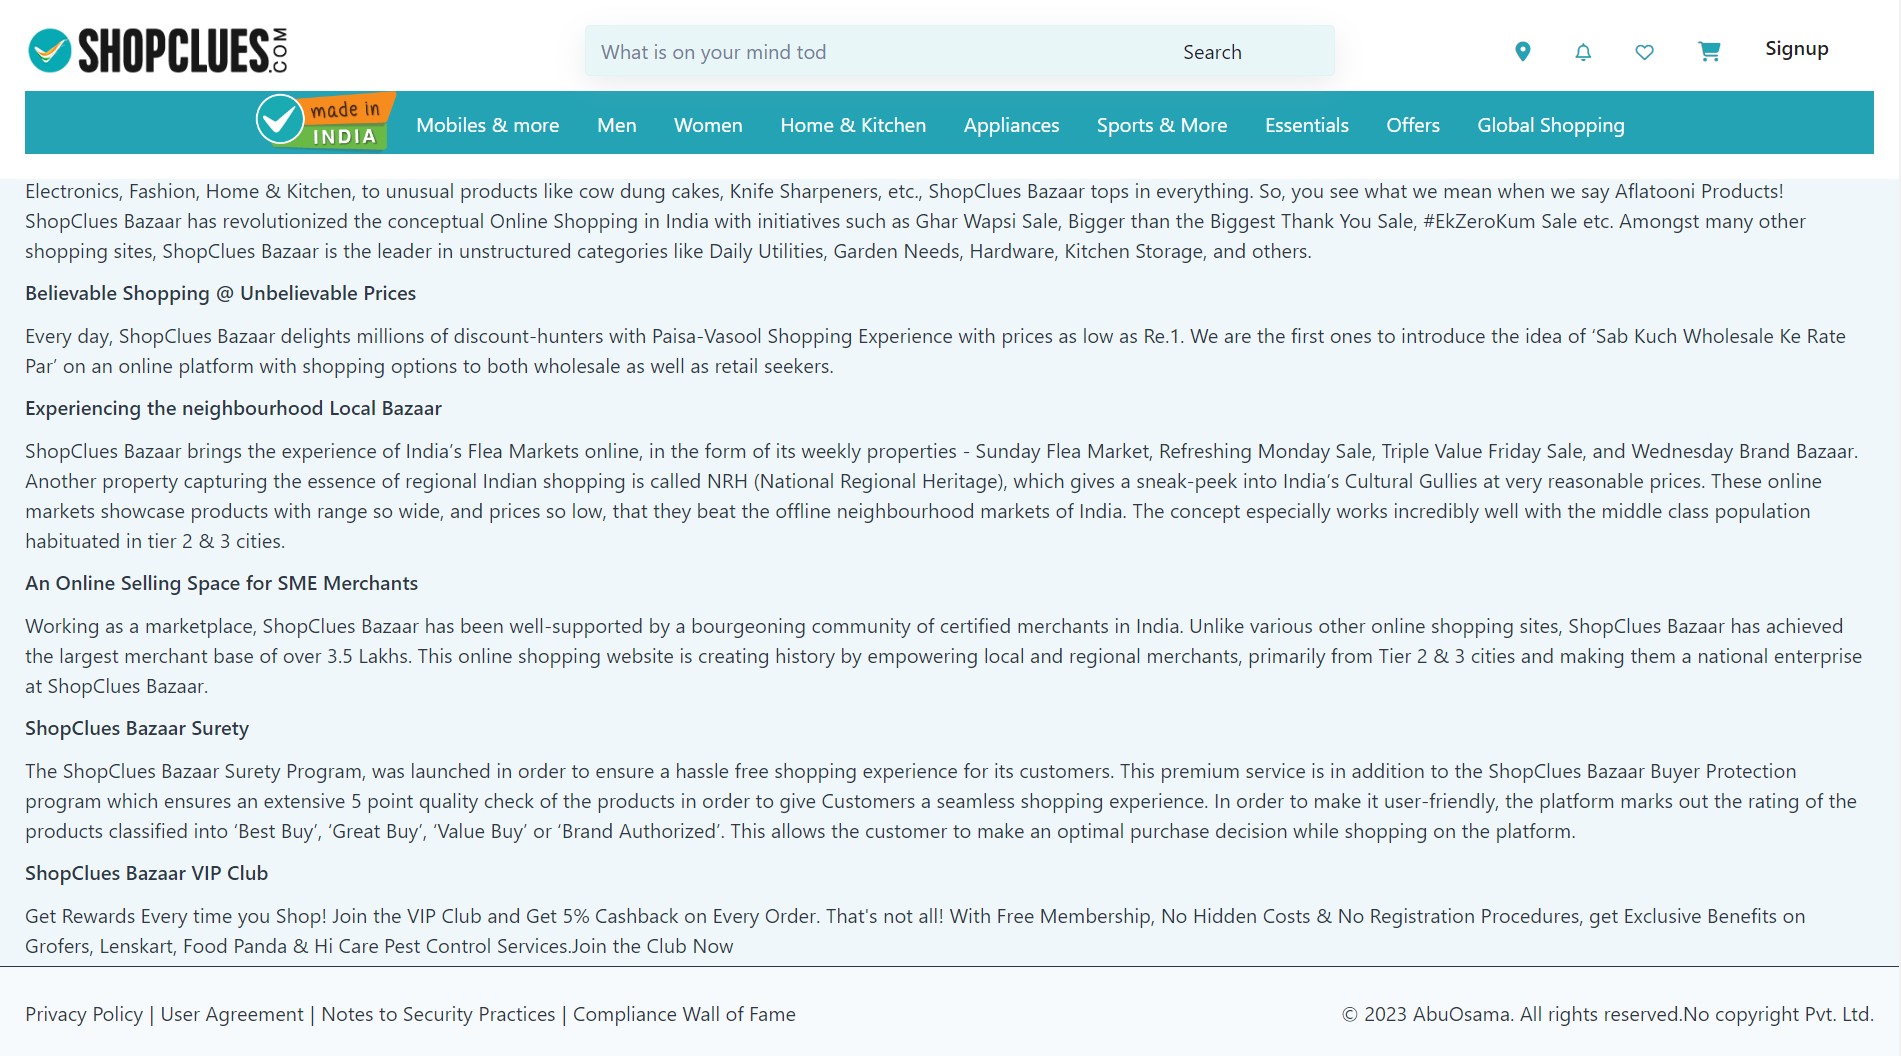 SHOPCLUES.COM
What is on your mind tod
Search
Signup
made in
INDIA
Mobiles & more
Men
Women
Home & Kitchen
Appliances
Sports & More
Essentials
Offers
Global Shopping
Electronics, Fashion, Home & Kitchen, to unusual products like cow dung cakes, Knife Sharpeners, etc., ShopClues Bazaar tops in everything. So, you see what we mean when we say Aflatooni Products!
ShopClues Bazaar has revolutionized the conceptual Online Shopping in India with initiatives such as Ghar Wapsi Sale, Bigger than the Biggest Thank You Sale, #EkZeroKum Sale etc. Amongst many other
shopping sites, ShopClues Bazaar is the leader in unstructured categories like Daily Utilities, Garden Needs, Hardware, Kitchen Storage, and others.
Believable Shopping @ Unbelievable Prices
Every day, ShopClues Bazaar delights millions of discount-hunters with Paisa-Vasool Shopping Experience with prices as low as Re.1. We are the first ones to introduce the idea of ‘Sab Kuch Wholesale Ke Rate
Par’ on an online platform with shopping options to both wholesale as well as retail seekers.
Experiencing the neighbourhood Local Bazaar
ShopClues Bazaar brings the experience of India’s Flea Markets online, in the form of its weekly properties - Sunday Flea Market, Refreshing Monday Sale, Triple Value Friday Sale, and Wednesday Brand Bazaar.
Another property capturing the essence of regional Indian shopping is called NRH (National Regional Heritage), which gives a sneak-peek into India’s Cultural Gullies at very reasonable prices. These online
markets showcase products with range so wide, and prices so low, that they beat the offline neighbourhood markets of India. The concept especially works incredibly well with the middle class population
habituated in tier 2 & 3 cities.
An Online Selling Space for SME Merchants
Working as a marketplace, ShopClues Bazaar has been well-supported by a bourgeoning community of certified merchants in India. Unlike various other online shopping sites, ShopClues Bazaar has achieved
the largest merchant base of over 3.5 Lakhs. This online shopping website is creating history by empowering local and regional merchants, primarily from Tier 2 & 3 cities and making them a national enterprise
at ShopClues Bazaar.
ShopClues Bazaar Surety
The ShopClues Bazaar Surety Program, was launched in order to ensure a hassle free shopping experience for its customers. This premium service is in addition to the ShopClues Bazaar Buyer Protection
program which ensures an extensive 5 point quality check of the products in order to give Customers a seamless shopping experience. In order to make it user-friendly, the platform marks out the rating of the
products classified into ‘Best Buy’, ‘Great Buy’, ‘Value Buy’ or ‘Brand Authorized’. This allows the customer to make an optimal purchase decision while shopping on the platform.
ShopClues Bazaar VIP Club
Get Rewards Every time you Shop! Join the VIP Club and Get 5% Cashback on Every Order. That's not all! With Free Membership, No Hidden Costs & No Registration Procedures, get Exclusive Benefits on
Grofers, Lenskart, Food Panda & Hi Care Pest Control Services.Join the Club Now
Privacy Policy | User Agreement | Notes to Security Practices | Compliance Wall of Fame
© 2023 AbuOsama. All rights reserved.No copyright Pvt. Ltd.